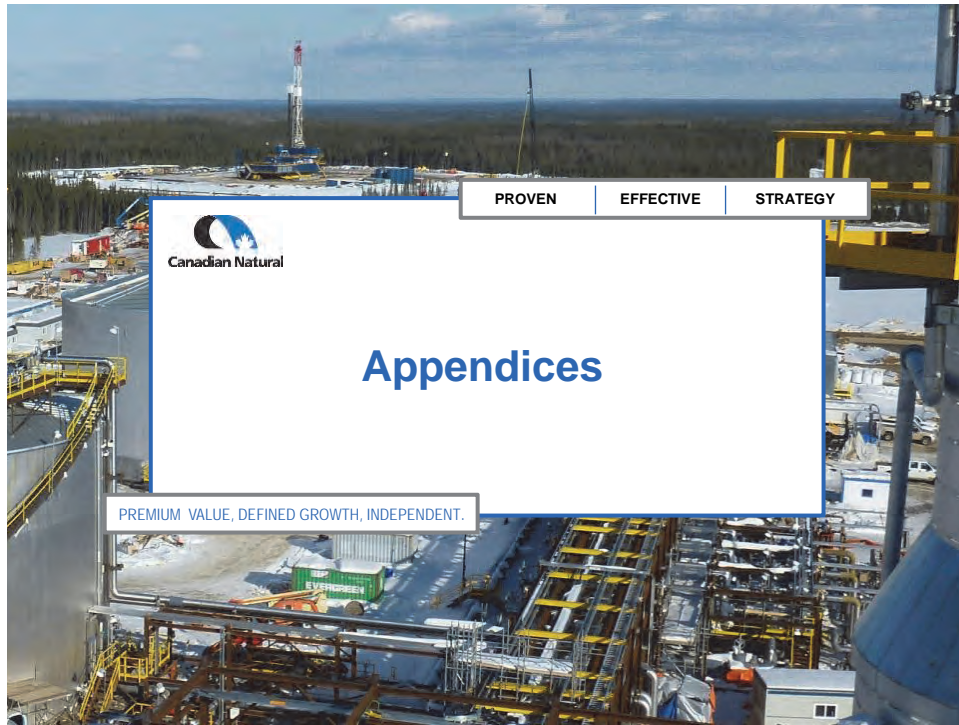 PROVEN EFFECTIVE STRATEGY
Canadian Natural
Appendices
PREMIUM VALUE, DEFINED GROWTH, INDEPENDENT.
EVERGREEN